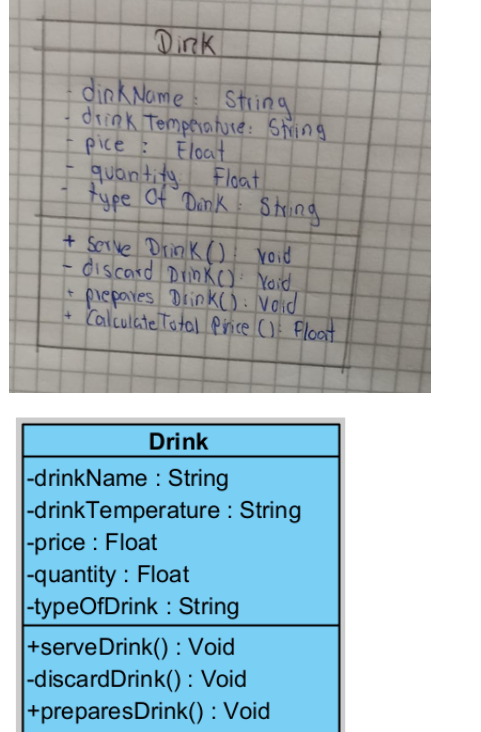 Drink
- dinkName : String
- drink Temperature: String
- pice : Float
- quantity: Float
- type Of Drink : String
+ Serve Drink() : Void
- discard Drink() : Void
+ prepares Drink() : Void
+ Calculate Total Price () : Float
Drink
-drinkName : String
-drinkTemperature : String
-price : Float
-quantity : Float
-typeOfDrink : String
+serveDrink() : Void
-discardDrink() : Void
+preparesDrink() : Void